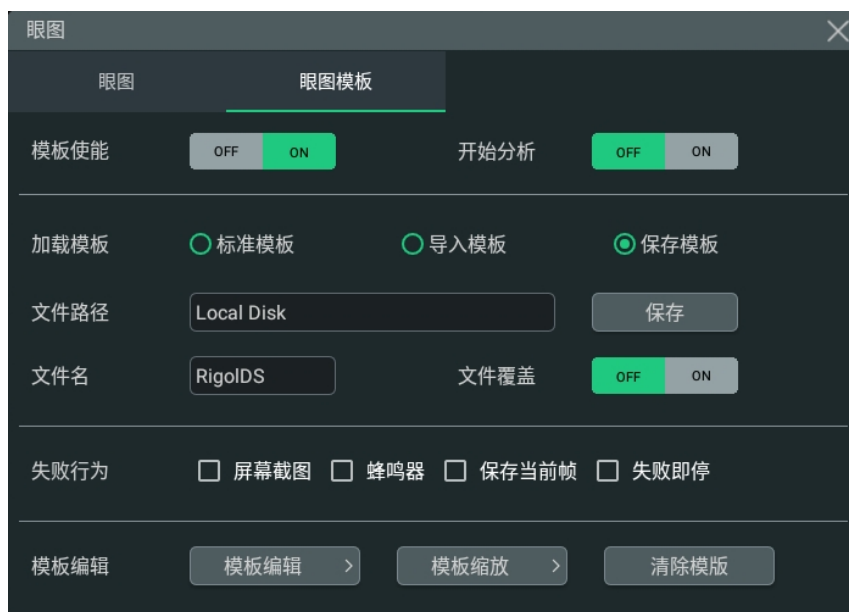 眼图
眼图 眼图模板
模板使能 OFF ON 开始分析 OFF ON
加载模板 标准模板 导入模板 保存模板
文件路径 Local Disk 保存
文件名 RigolDS 文件覆盖 OFF ON
失败行为 屏幕截图 蜂鸣器 保存当前帧 失败即停
模板编辑 模板编辑 > 模板缩放 > 清除模版